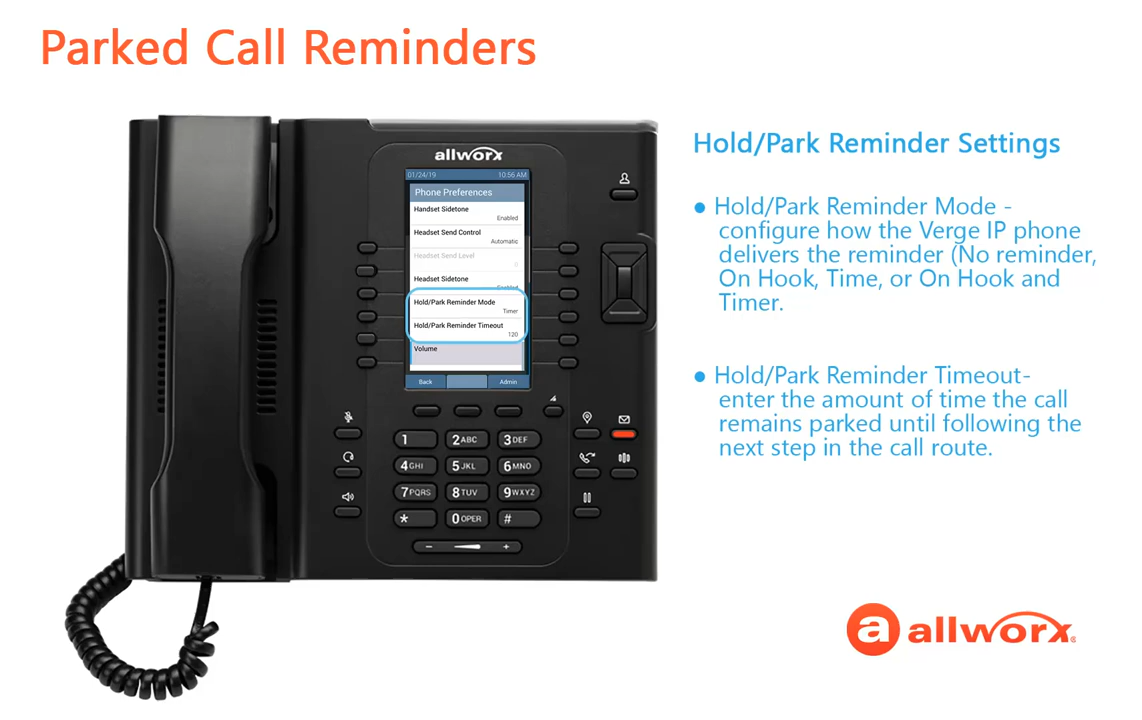 Parked Call Reminders
allworx
01/24/19 10:56 AM
Phone Preferences
Handset Sidetone
Enabled
Headset Send Control
Automatic
Headset Send Level
Headset Sidetone
Enabled
Hold/Park Reminder Mode
Timer
Hold/Park Reminder Timeout
120
Volume
Back Admin
1 2ABC 3DEF
4GHI 5JKL 6MNO
7PQRS 8TUV 9WXYZ
* 0OPER #
- +
Hold/Park Reminder Settings
● Hold/Park Reminder Mode -
configure how the Verge IP phone
delivers the reminder (No reminder,
On Hook, Time, or On Hook and
Timer.
● Hold/Park Reminder Timeout-
enter the amount of time the call
remains parked until following the
next step in the call route.
a allworx®